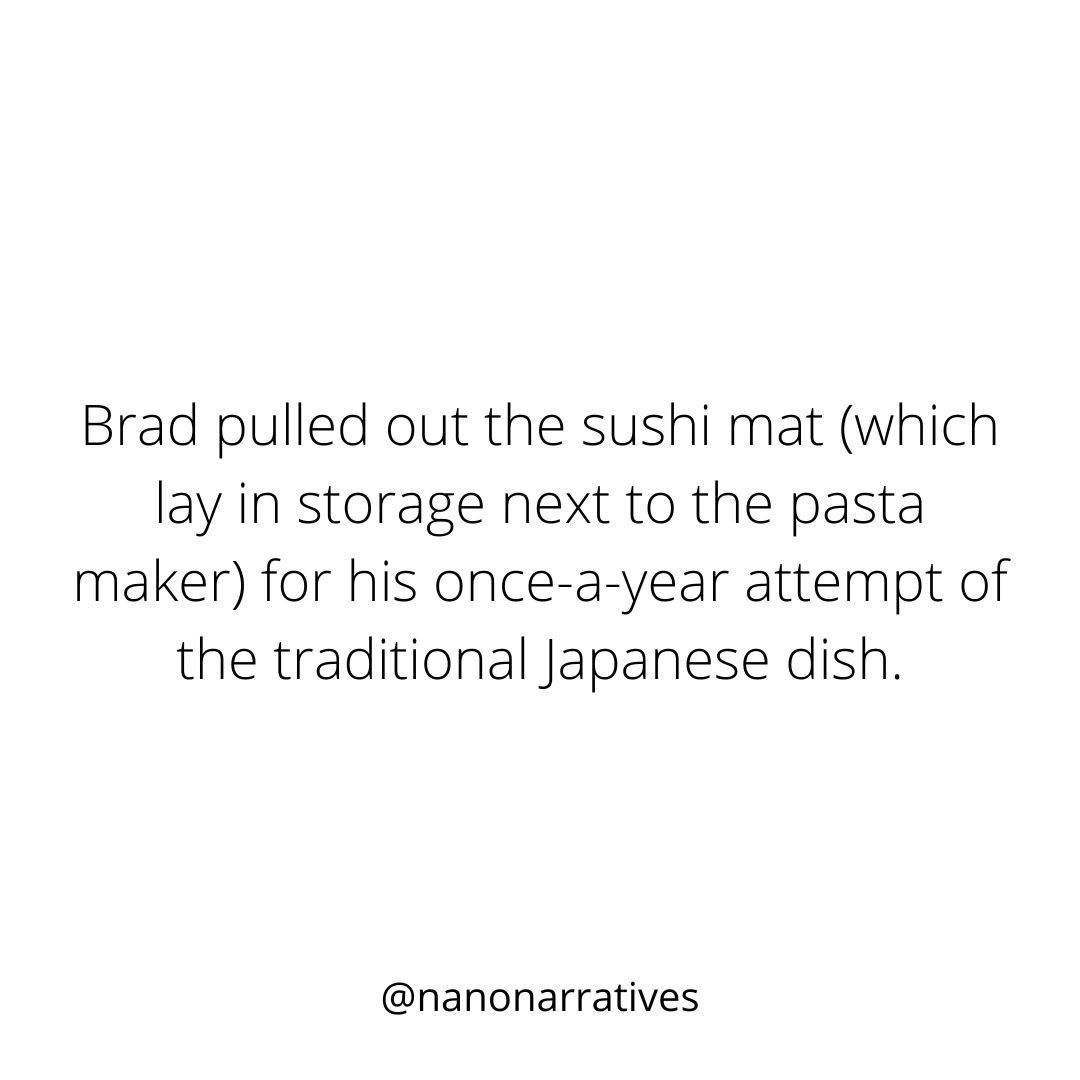 Brad pulled out the sushi mat (which
lay in storage next to the pasta
maker) for his once-a-year attempt of
the traditional Japanese dish.
@nanonarratives